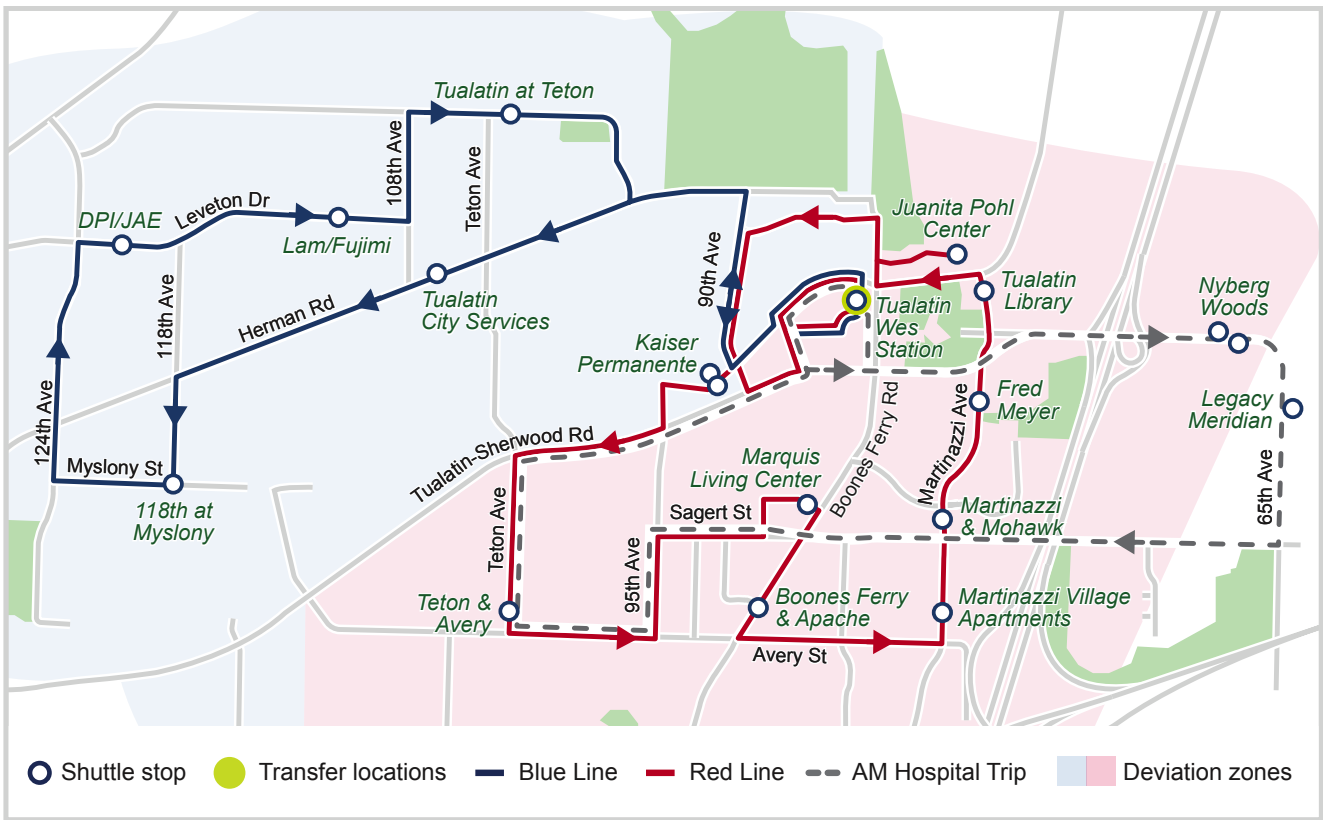 Tualatin at Teton
108th Ave
Teton Ave
DPI/JAE
Leveton Dr
Lam/Fujimi
Juanita Pohl
Center
90th Ave
118th Ave
Herman Rd
Tualatin
City Services
Tualatin
Library
Tualatin
Wes
Station
Nyberg
Woods
Kaiser
Permanente
124th Ave
Myslony St
118th at
Myslony
Tualatin-Sherwood Rd
Boones Ferry Rd
Martinazzi Ave
Fred
Meyer
Legacy
Meridian
65th Ave
Marquis
Living Center
Sagert St
Martinazzi
& Mohawk
Teton Ave
95th Ave
Teton &
Avery
Boones Ferry
& Apache
Martinazzi Village
Apartments
Avery St
Shuttle stop
Transfer locations
Blue Line
Red Line
AM Hospital Trip
Deviation zones